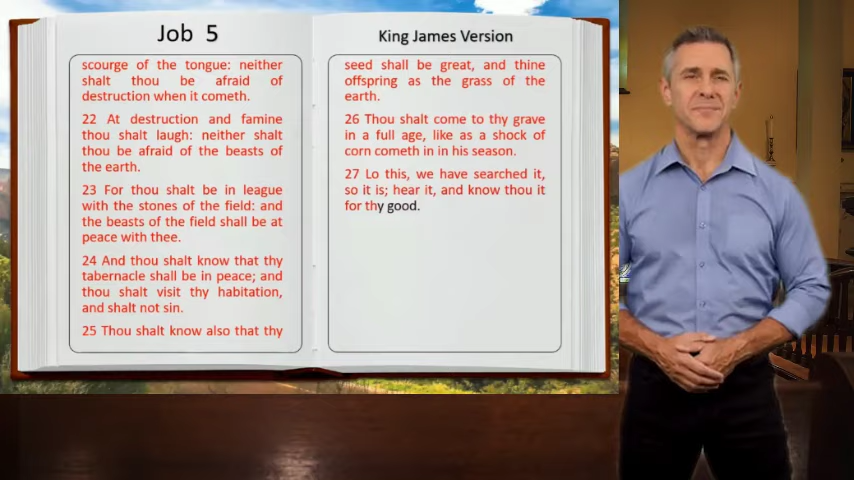 Job 5
scourge of the tongue: neither
shalt thou be afraid of
destruction when it cometh.
22 At destruction and famine
thou shalt laugh: neither shalt
thou be afraid of the beasts of
the earth.
23 For thou shalt be in league
with the stones of the field: and
the beasts of the field shall be at
peace with thee.
24 And thou shalt know that thy
tabernacle shall be in peace; and
thou shalt visit thy habitation,
and shalt not sin.
25 Thou shalt know also that thy
King James Version
seed shall be great, and thine
offspring as the grass of the
earth.
26 Thou shalt come to thy grave
in a full age, like as a shock of
corn cometh in in his season.
27 Lo this, we have searched it,
so it is; hear it, and know thou it
for thy good.